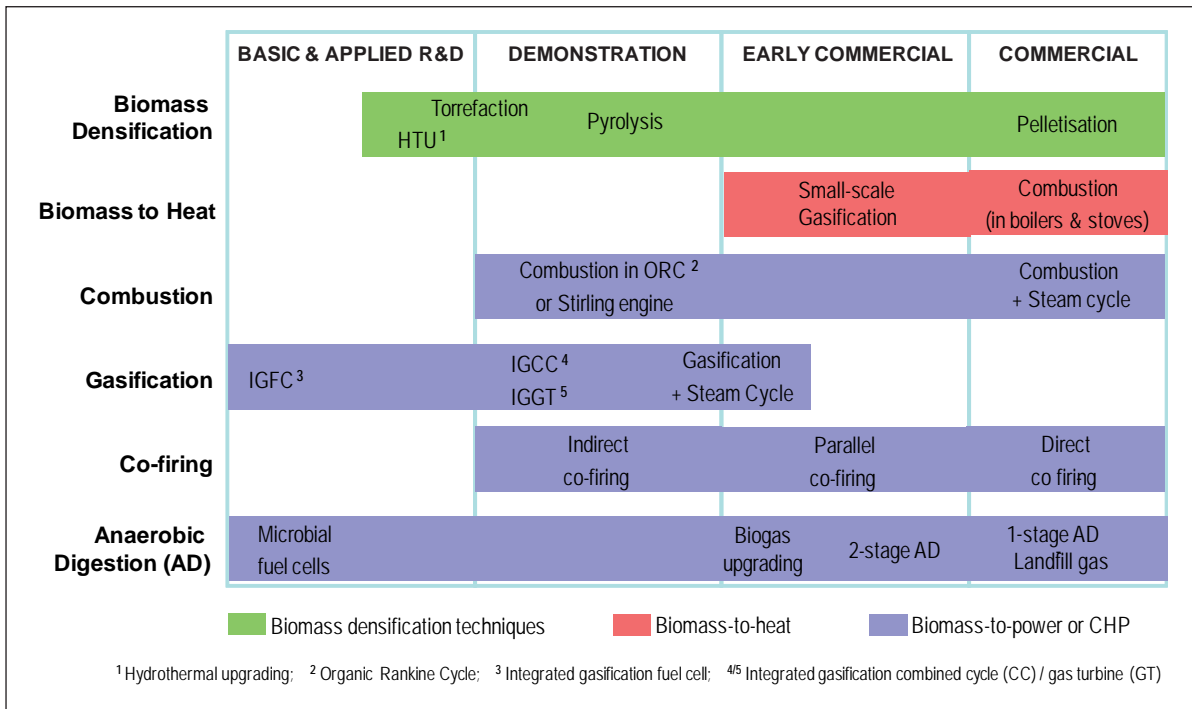 BASIC & APPLIED R&D DEMONSTRATION EARLY COMMERCIAL COMMERCIAL
Biomass
Densification
Torrefaction
HTU 1
Pyrolysis
Pelletisation
Biomass to Heat
Small-scale
Gasification
Combustion
(in boilers & stoves)
Combustion
Combustion in ORC 2
or Stirling engine
Combustion
+ Steam cycle
Gasification
IGFC 3
IGCC 4
IGGT 5
Gasification
+ Steam Cycle
Co-firing
Indirect
co-firing
Parallel
co-firing
Direct
co firing
Anaerobic
Digestion (AD)
Microbial
fuel cells
Biogas
upgrading
2-stage AD
1-stage AD
Landfill gas
Biomass densification techniques Biomass-to-heat Biomass-to-power or CHP
1 Hydrothermal upgrading; 2 Organic Rankine Cycle; 3 Integrated gasification fuel cell; 4/5 Integrated gasification combined cycle (CC) / gas turbine (GT)